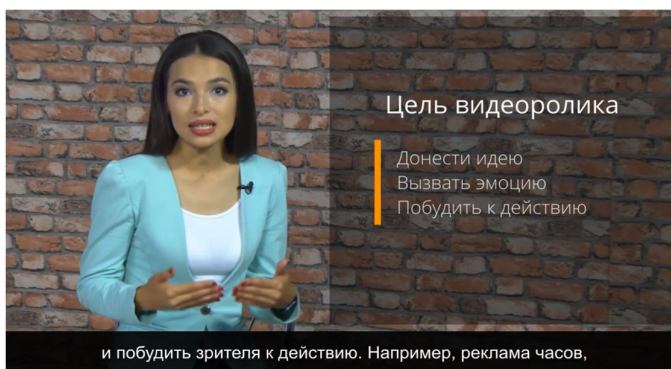 Цель видеоролика
Донести идею
Вызвать эмоцию
Побудить к действию
и побудить зрителя к действию. Например, реклама часов,